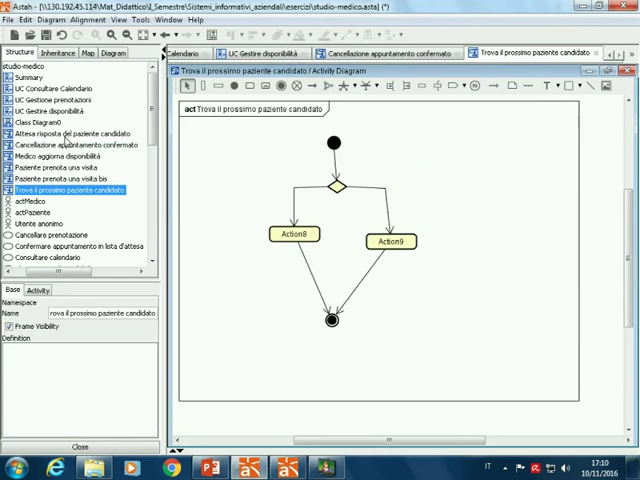 Astah - [\\130.192.45.114\Mat_Didattico\I_Semestre\Sistemi_informativi_aziendali\esercizi\studio-medico.asta] (*)
File Edit Diagram Alignment View Tools Window Help
Structure Inheritance Map Diagram
Calendario UC Gestire disponibilità Cancellazione appuntamento confermato Trova il prossimo paziente candidato
Trova il prossimo paziente candidato / Activity Diagram
studio-medico
Summary
UC Consultare Calendario
UC Gestione prenotazioni
UC Gestire disponibilità
Class Diagram0
Attesa risposta del paziente candidato
Cancellazione appuntamento confermato
Medico aggiorna disponibilità
Paziente prenota una visita
Paziente prenota una visita bis
Trova il prossimo paziente candidato
actMedico
actPaziente
Utente anonimo
Cancellare prenotazione
Confermare appuntamento in lista d'attesa
Consultare calendario
act Trova il prossimo paziente candidato
Action8
Action9
Base Activity
Namespace
Name rova il prossimo paziente candidato
Frame Visibility
Definition
Close
IT
17:10
10/11/2016